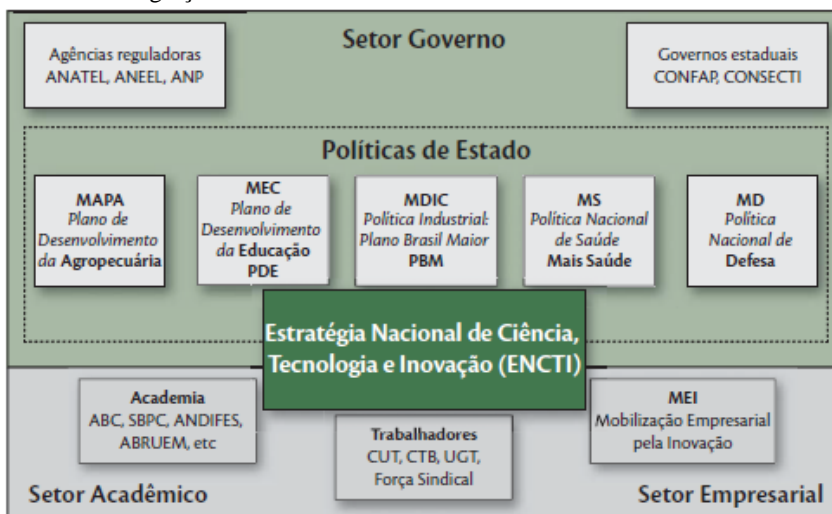 Setor Governo
Agências reguladoras
ANATEL, ANEEL, ANP
Governos estaduais
CONFAP, CONSECTI
Políticas de Estado
MAPA
Plano de
Desenvolvimento
da Agropecuária
MEC
Plano de
Desenvolvimento
da Educação
PDE
MDIC
Política Industrial:
Plano Brasil Maior
PBM
MS
Política Nacional
de Saúde
Mais Saúde
MD
Política
Nacional de
Defesa
Estratégia Nacional de Ciência,
Tecnologia e Inovação (ENCTI)
Academia
ABC, SBPC, ANDIFES,
ABRUEM, etc
Trabalhadores
CUT, CTB, UGT,
Força Sindical
MEI
Mobilização Empresarial
pela Inovação
Setor Acadêmico
Setor Empresarial